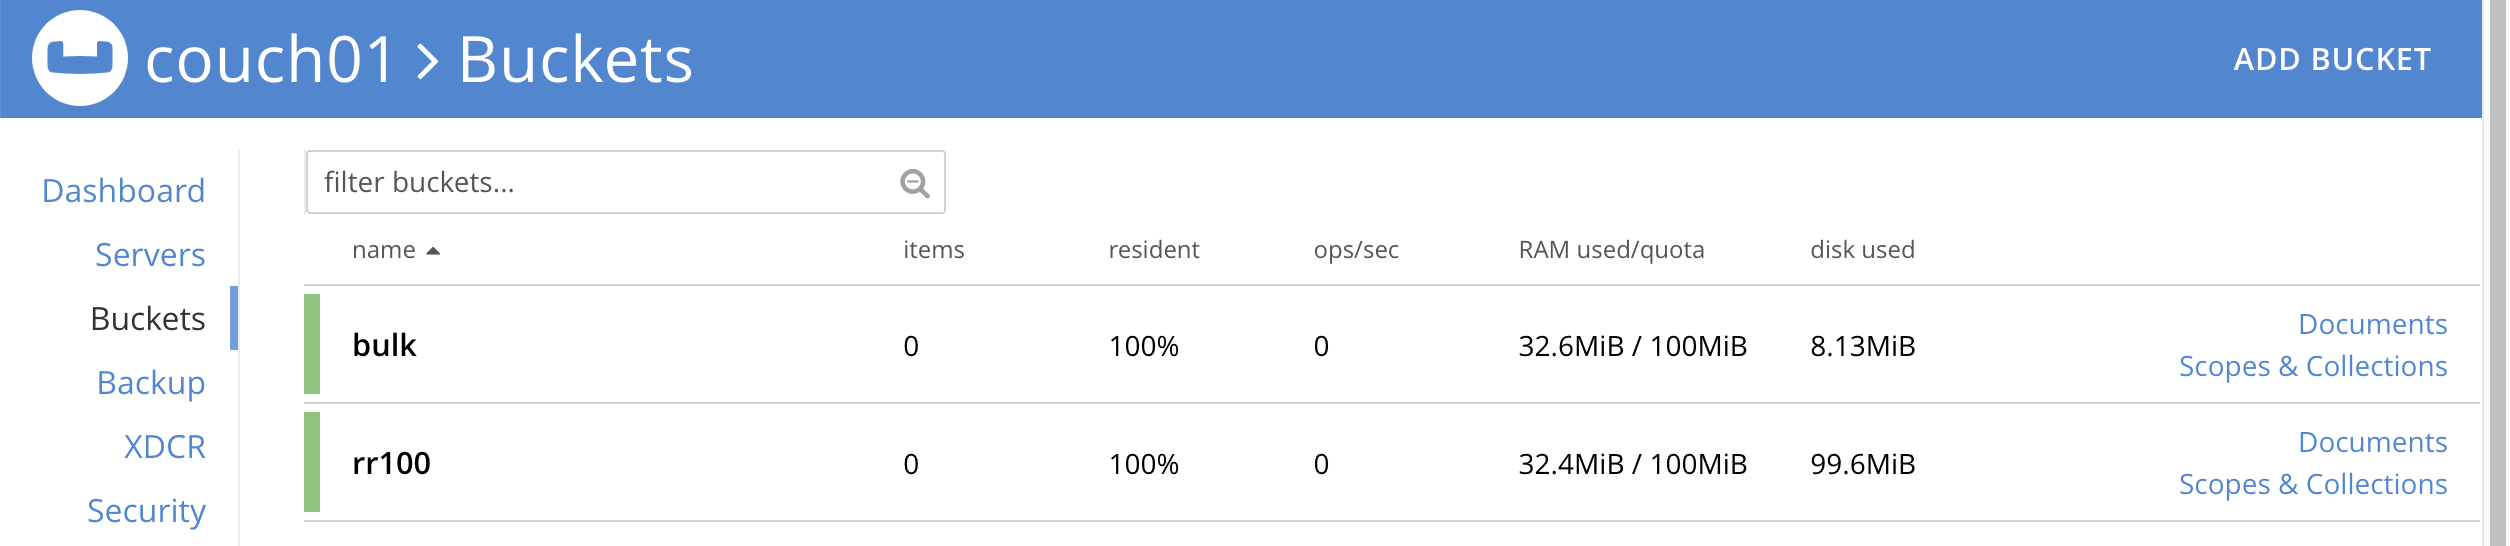 couch01 > Buckets
ADD BUCKET
Dashboard
Servers
Buckets
Backup
XDCR
Security
filter buckets...
name items resident ops/sec RAM used/quota disk used
bulk 0 100% 0 32.6MiB / 100MiB 8.13MiB
Documents
Scopes & Collections
rr100 0 100% 0 32.4MiB / 100MiB 99.6MiB
Documents
Scopes & Collections